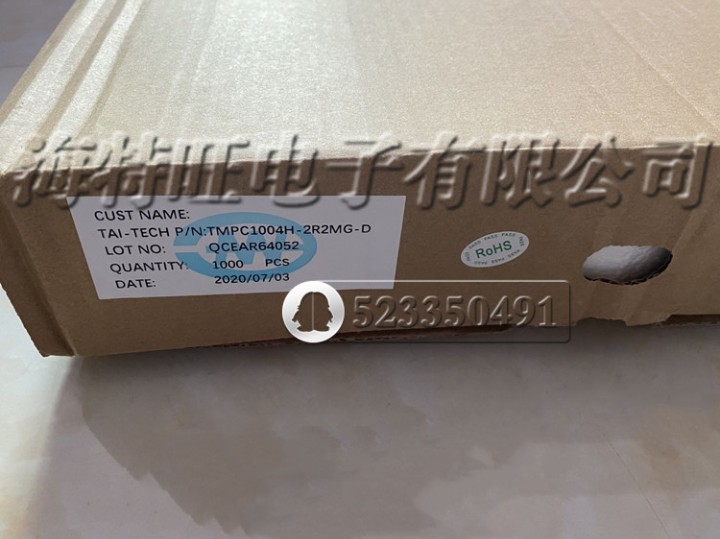 海特旺电子有限公司
CUST NAME:
TAI-TECH P/N:TMPC1004H-2R2MG-D
LOT NO: QCEAR64052
QUANTITY: 1000 PCS
DATE: 2020/07/03
RoHS
523350491